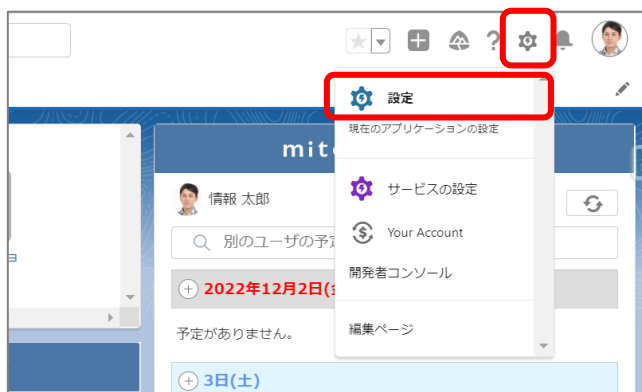 設定
現在のアプリケーションの設定
mit
サービスの設定
情報 太郎
Your Account
別のユーザの予
開発者コンソール
2022年12月2日(
予定がありません。
編集ページ
3日(土)
日